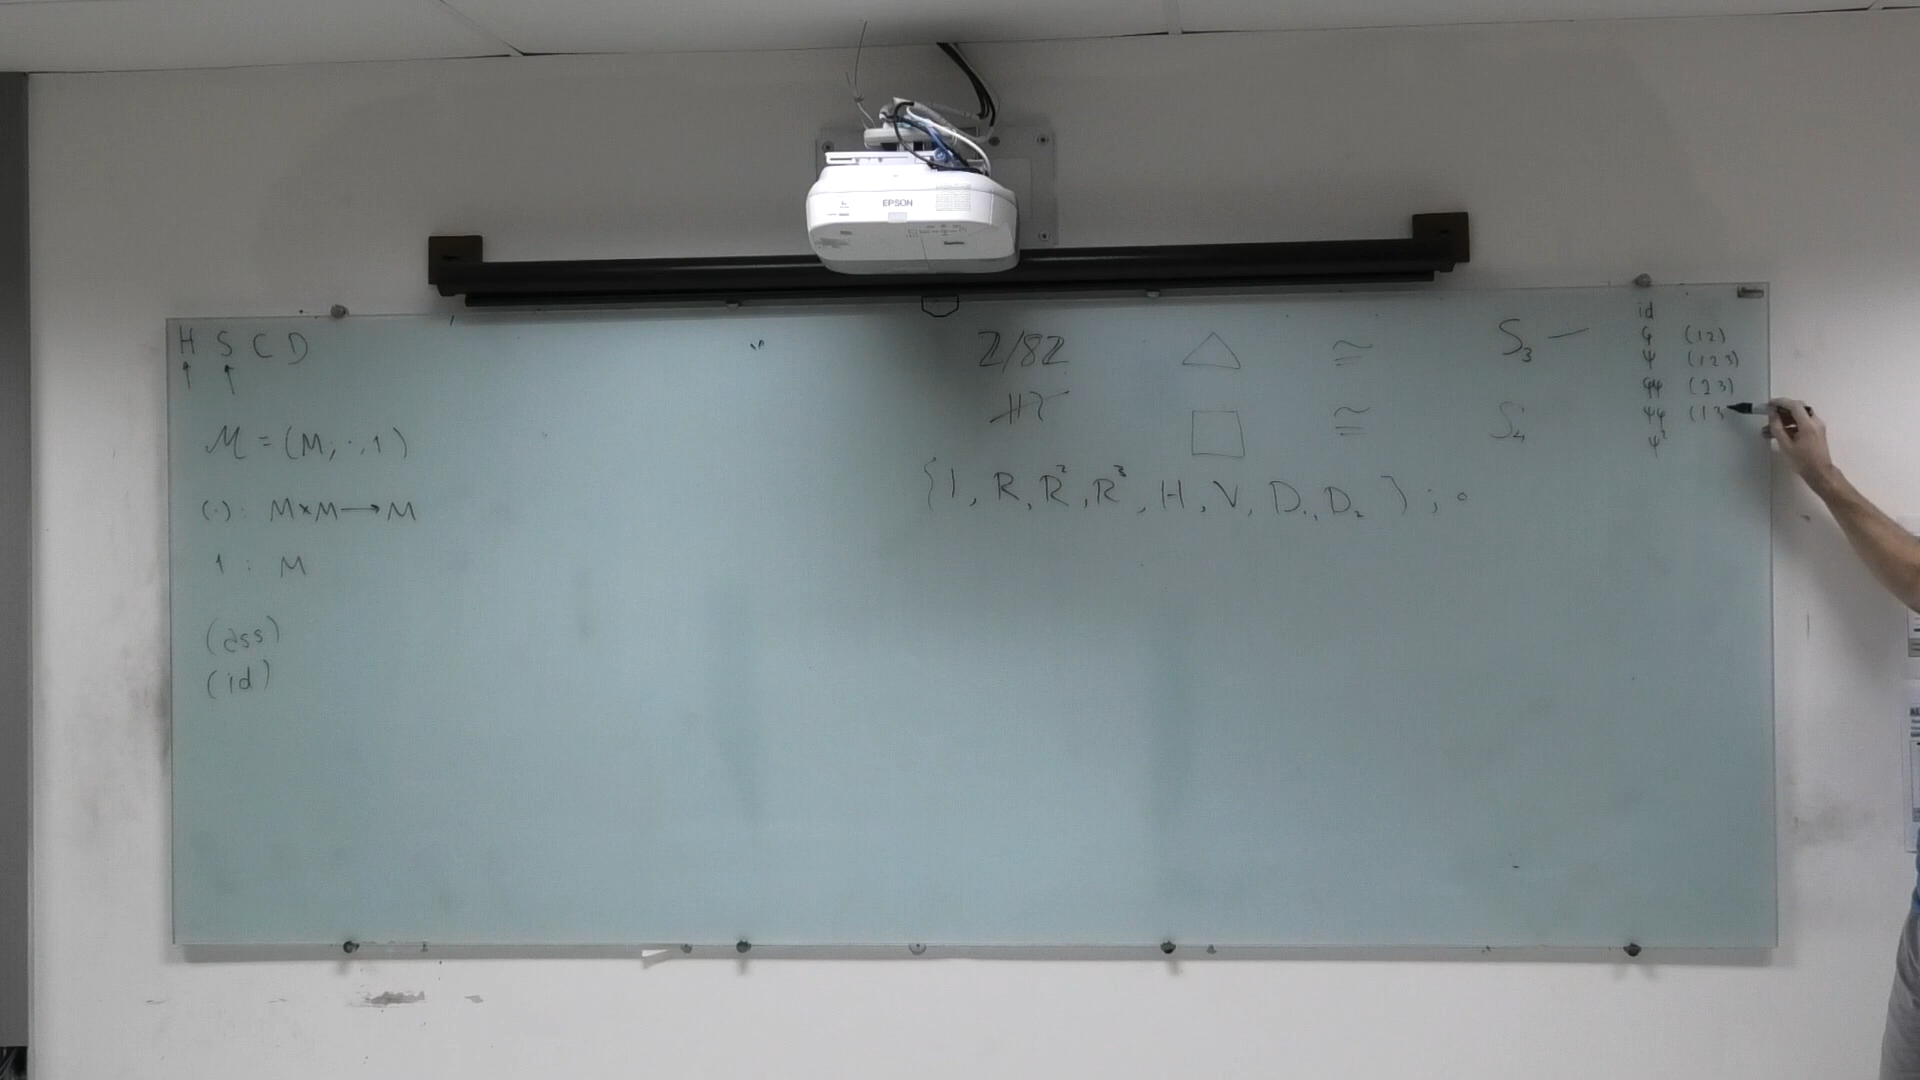 EPSON
H S C D
↑ ↑
M = (M; ·, 1)
(·) : M × M → M
1 : M
(ass)
(id)
Z/8Z
△ ≅ S₃ —
□ ≅ S₄
{1, R, R², R³, H, V, D₁, D₂} ; ∘
id
φ (12)
ψ (123)
φψ (23)
ψφ (13
ψ²